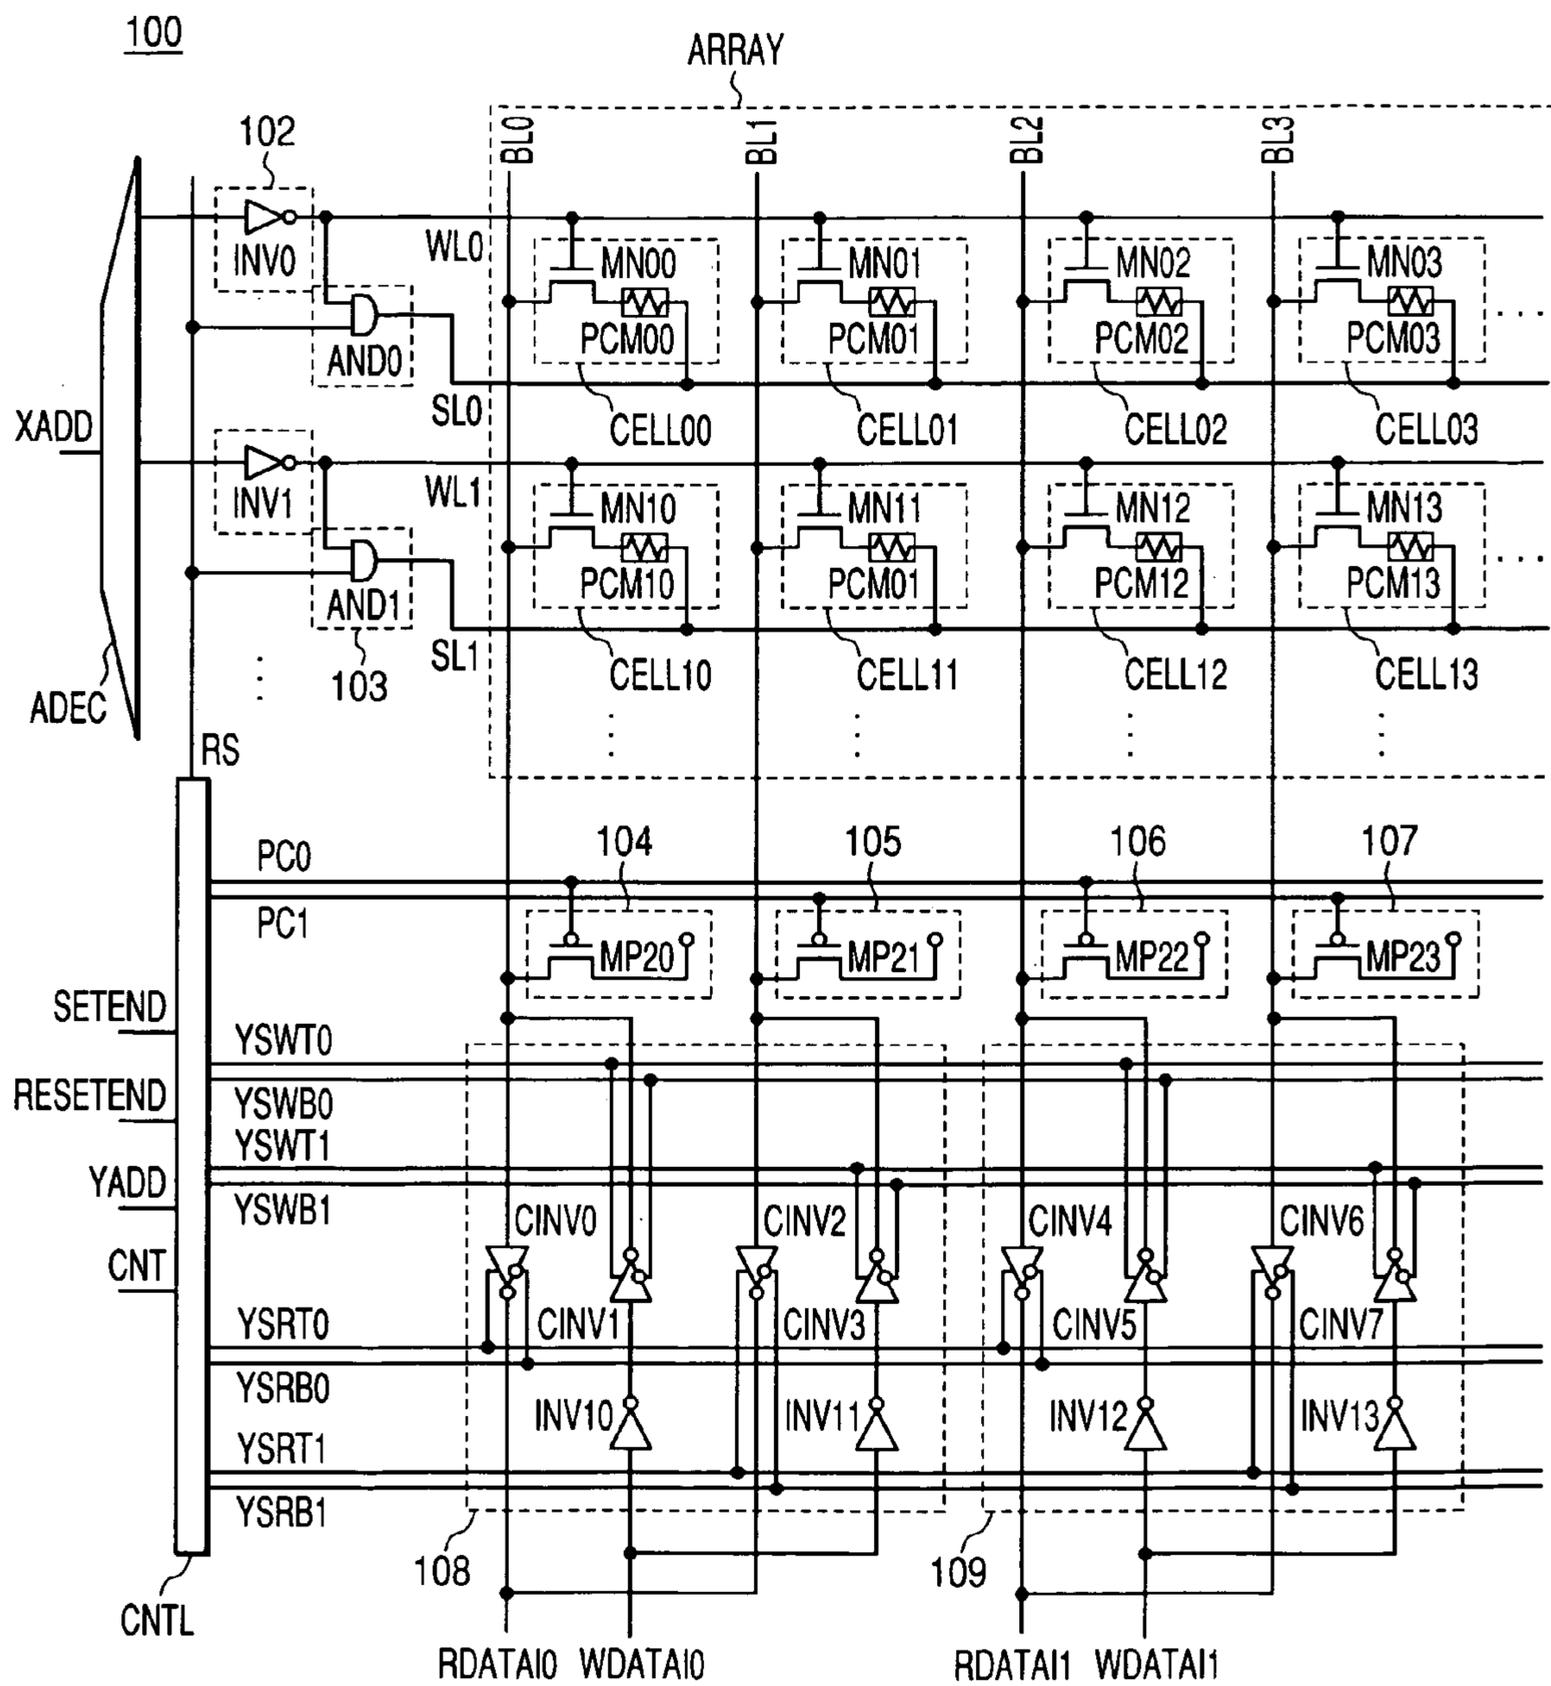 100
ARRAY
102
BL0
BL1
BL2
BL3
INV0
WL0
MN00
MN01
MN02
MN03
PCM00
PCM01
PCM02
PCM03
. . .
AND0
SL0
CELL00
CELL01
CELL02
CELL03
XADD
INV1
WL1
MN10
MN11
MN12
MN13
PCM10
PCM01
PCM12
PCM13
. . .
AND1
SL1
103
CELL10
CELL11
CELL12
CELL13
ADEC
RS
PC0
104
105
106
107
PC1
MP20
MP21
MP22
MP23
SETEND
YSWT0
RESETEND
YSWB0
YSWT1
YADD
YSWB1
CINV0
CINV2
CINV4
CINV6
CNT
YSRT0
CINV1
CINV3
CINV5
CINV7
YSRB0
INV10
INV11
INV12
INV13
YSRT1
YSRB1
108
109
CNTL
RDATAI0
WDATAI0
RDATAI1
WDATAI1